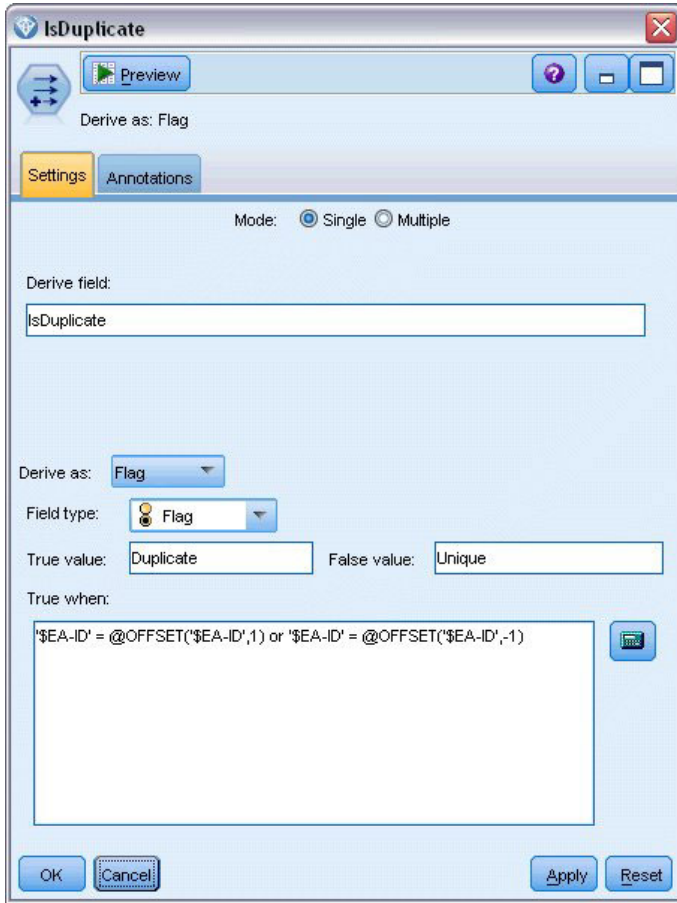 IsDuplicate
Preview
Derive as: Flag
Settings Annotations
Mode: Single Multiple
Derive field:
IsDuplicate
Derive as: Flag
Field type: Flag
True value: Duplicate False value: Unique
True when:
'$EA-ID' = @OFFSET('$EA-ID',1) or '$EA-ID' = @OFFSET('$EA-ID',-1)
OK Cancel Apply Reset